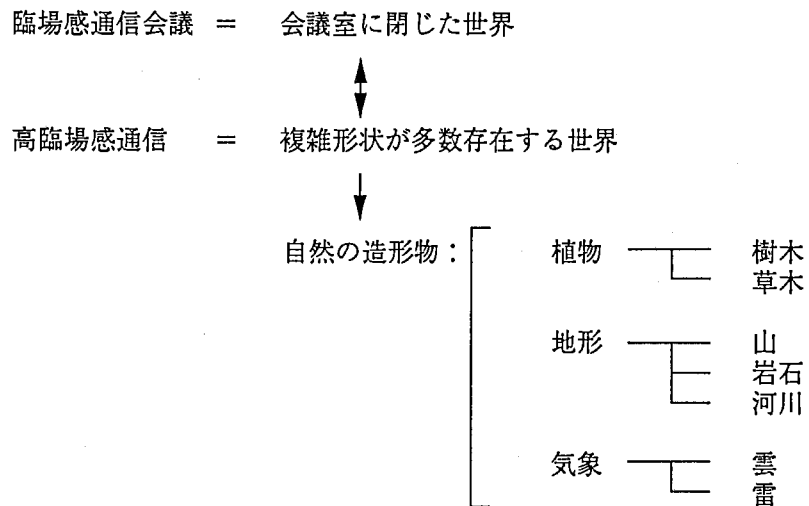 臨場感通信会議 = 会議室に閉じた世界
高臨場感通信 = 複雑形状が多数存在する世界
自然の造形物: 植物 樹木
草木
地形 山
岩石
河川
気象 雲
雷